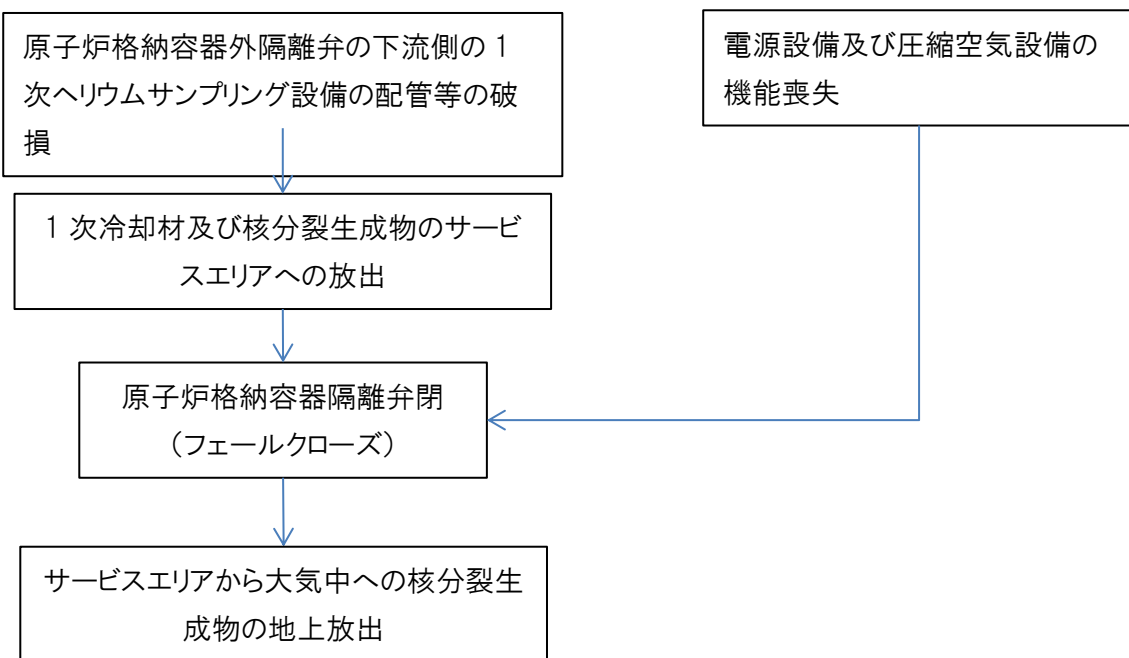 原子炉格納容器外隔離弁の下流側の1
次ヘリウムサンプリング設備の配管等の破
損
電源設備及び圧縮空気設備の
機能喪失
1 次冷却材及び核分裂生成物のサービ
スエリアへの放出
原子炉格納容器隔離弁閉
（フェールクローズ）
サービスエリアから大気中への核分裂生
成物の地上放出